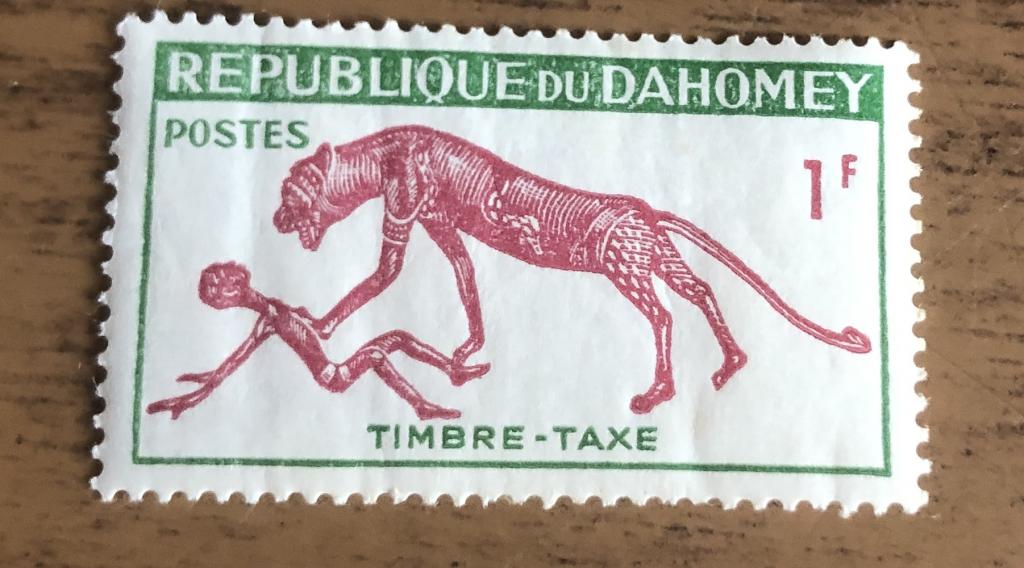 REPUBLIQUE DU DAHOMEY
POSTES
1F
TIMBRE-TAXE